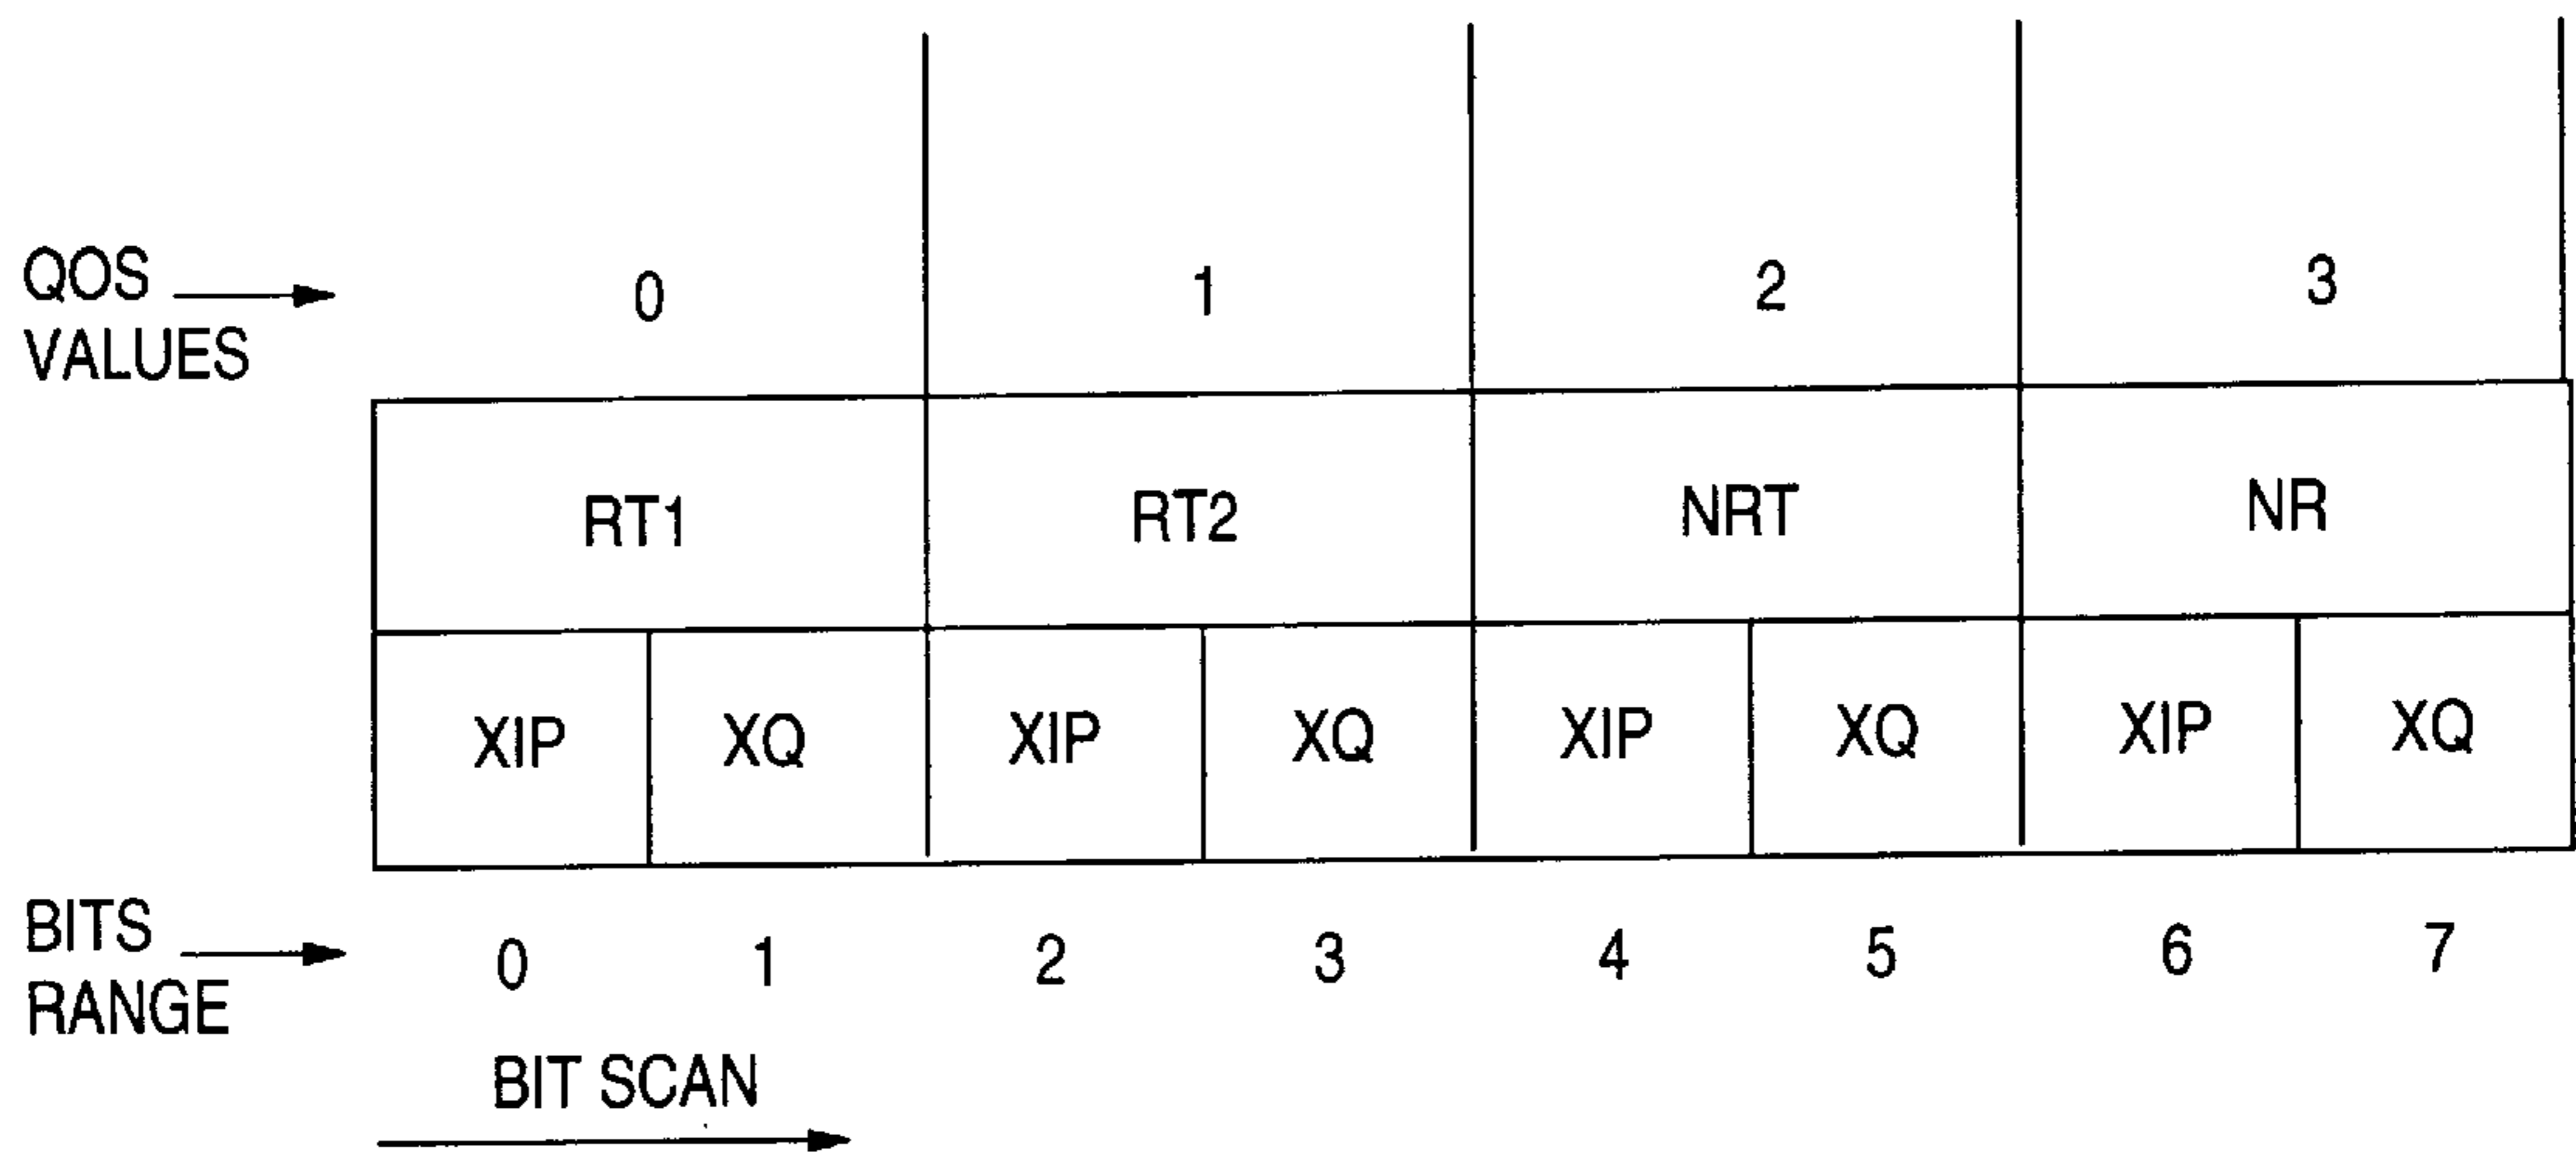 QOS
VALUES
0 1 2 3
RT1 RT2 NRT NR
XIP XQ XIP XQ XIP XQ XIP XQ
BITS
RANGE
0 1 2 3 4 5 6 7
BIT SCAN